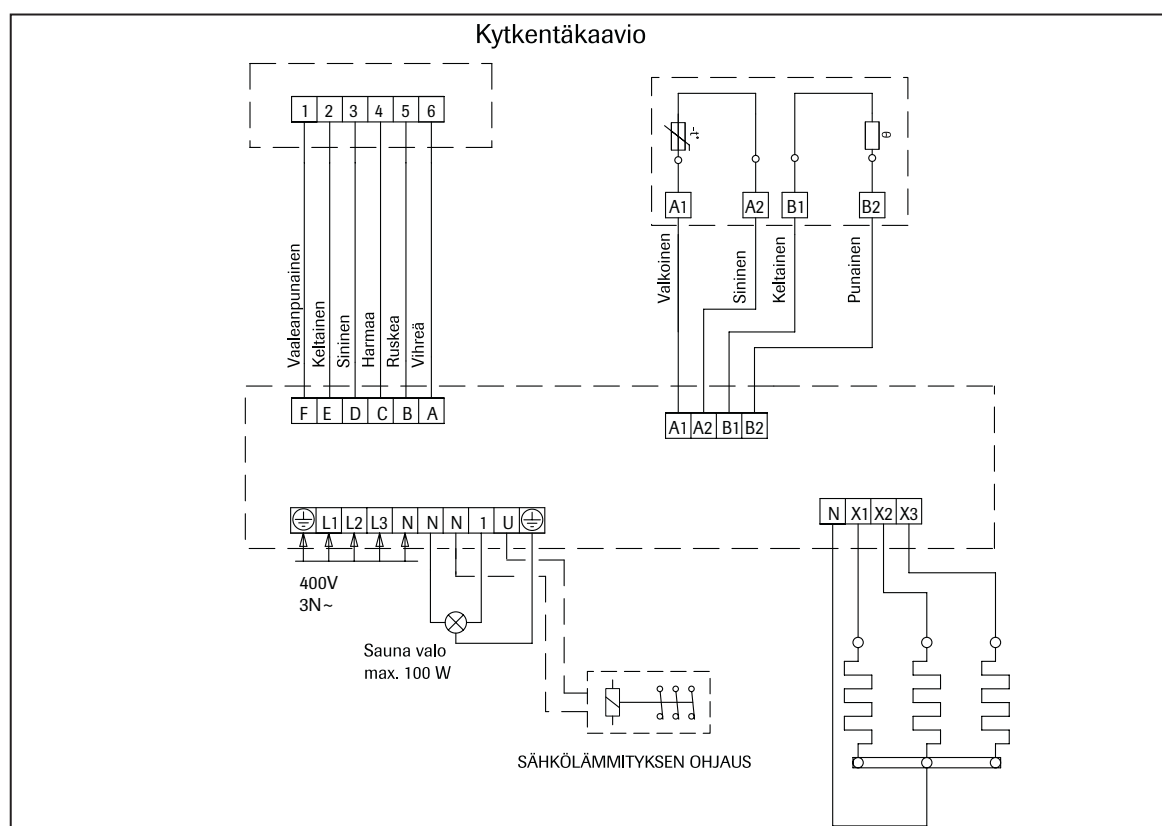 Kytkentäkaavio
1 2 3 4 5 6
-t°
θ
A1 A2 B1 B2
Vaaleanpunainen
Keltainen
Sininen
Harmaa
Ruskea
Vihreä
Valkoinen
Sininen
Keltainen
Punainen
F E D C B A
A1 A2 B1 B2
L1 L2 L3 N N N 1 U
N X1 X2 X3
400V
3N~
Sauna valo
max. 100 W
SÄHKÖLÄMMITYKSEN OHJAUS